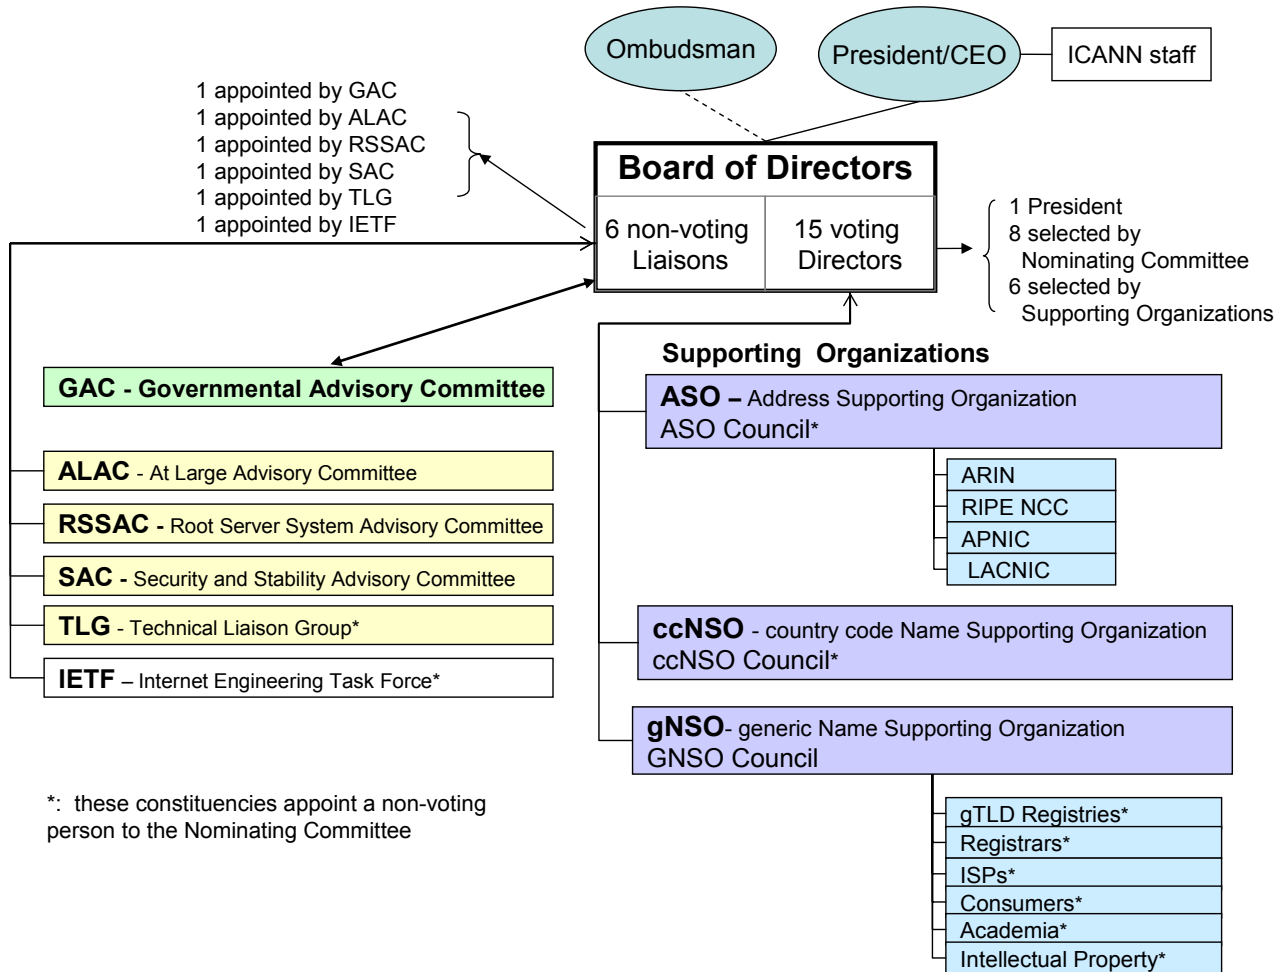 Ombudsman
President/CEO
ICANN staff
1 appointed by GAC
1 appointed by ALAC
1 appointed by RSSAC
1 appointed by SAC
1 appointed by TLG
1 appointed by IETF
Board of Directors
6 non-voting
Liaisons
15 voting
Directors
1 President
8 selected by
Nominating Committee
6 selected by
Supporting Organizations
GAC - Governmental Advisory Committee
ALAC - At Large Advisory Committee
RSSAC - Root Server System Advisory Committee
SAC - Security and Stability Advisory Committee
TLG - Technical Liaison Group*
IETF – Internet Engineering Task Force*
*: these constituencies appoint a non-voting
person to the Nominating Committee
Supporting Organizations
ASO – Address Supporting Organization
ASO Council*
ARIN
RIPE NCC
APNIC
LACNIC
ccNSO - country code Name Supporting Organization
ccNSO Council*
gNSO- generic Name Supporting Organization
GNSO Council
gTLD Registries*
Registrars*
ISPs*
Consumers*
Academia*
Intellectual Property*